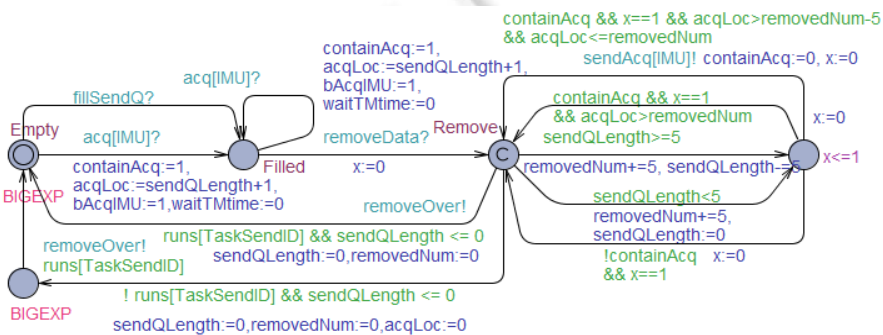 containAcq && x==1 && acqLoc>removedNum-5
&& acqLoc<=removedNum
sendAcq[IMU]! containAcq:=0, x:=0
containAcq:=1,
acqLoc:=sendQLength+1,
bAcqIMU:=1,
waitTMtime:=0
acq[IMU]?
fillSendQ?
containAcq && x==1
&& acqLoc>removedNum
x:=0
Empty
acq[IMU]?
removeData?
Remove
sendQLength>=5
Filled
x:=0
C
removedNum+=5, sendQLength-=5
x<=1
containAcq:=1,
acqLoc:=sendQLength+1,
bAcqIMU:=1,waitTMtime:=0
BIGEXP
removeOver!
sendQLength<5
removedNum+=5,
sendQLength:=0
removeOver!
runs[TaskSendID]
runs[TaskSendID] && sendQLength <= 0
sendQLength:=0,removedNum:=0
!containAcq x:=0
&& x==1
! runs[TaskSendID] && sendQLength <= 0
BIGEXP
sendQLength:=0,removedNum:=0,acqLoc:=0